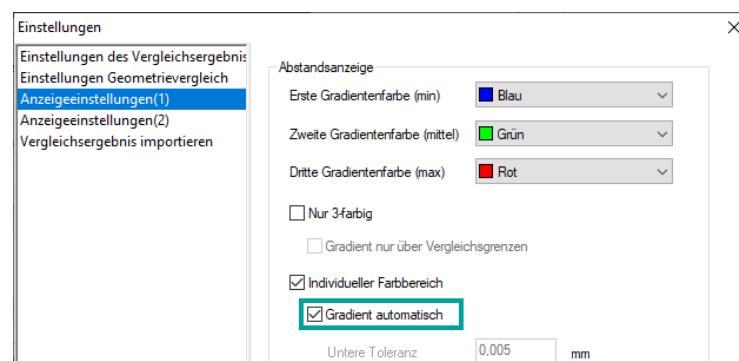 Einstellungen
Einstellungen des Vergleichsergebnis
Einstellungen Geometrievergleich
Anzeigeeinstellungen(1)
Anzeigeeinstellungen(2)
Vergleichsergebnis importieren
Abstandsanzeige
Erste Gradientenfarbe (min) Blau
Zweite Gradientenfarbe (mittel) Grün
Dritte Gradientenfarbe (max) Rot
Nur 3-farbig
Gradient nur über Vergleichsgrenzen
Individueller Farbbereich
Gradient automatisch
Untere Toleranz 0,005 mm